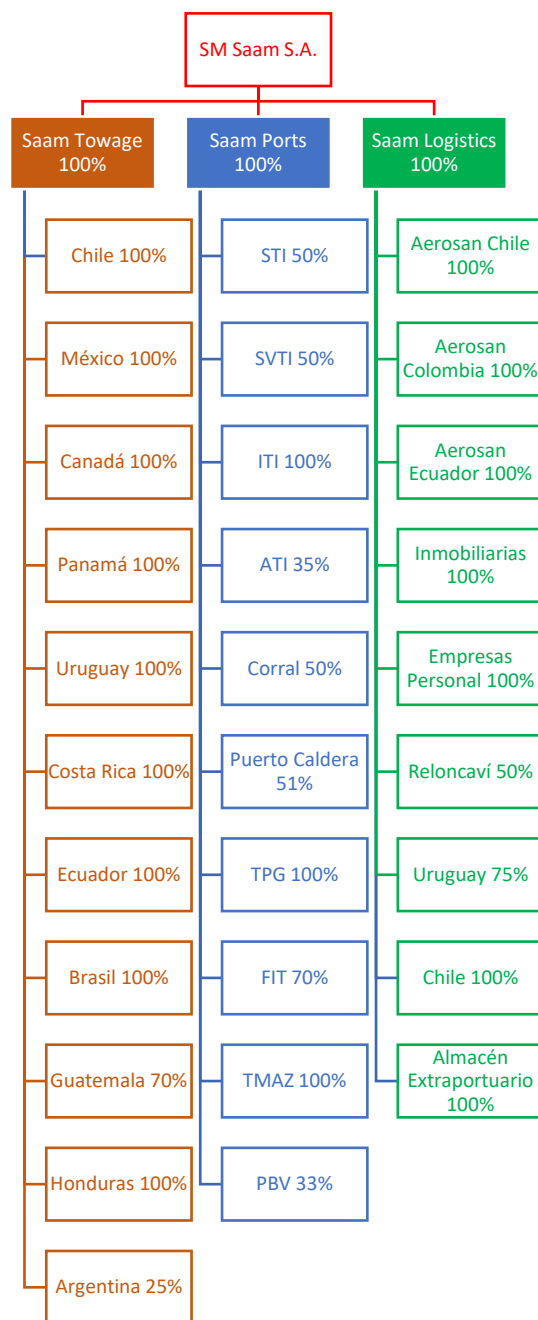 SM Saam S.A.
Saam Towage
100%
Saam Ports
100%
Saam Logistics
100%
Chile 100%
México 100%
Canadá 100%
Panamá 100%
Uruguay 100%
Costa Rica 100%
Ecuador 100%
Brasil 100%
Guatemala 70%
Honduras 100%
Argentina 25%
STI 50%
SVTI 50%
ITI 100%
ATI 35%
Corral 50%
Puerto Caldera
51%
TPG 100%
FIT 70%
TMAZ 100%
PBV 33%
Aerosan Chile
100%
Aerosan
Colombia 100%
Aerosan
Ecuador 100%
Inmobiliarias
100%
Empresas
Personal 100%
Reloncaví 50%
Uruguay 75%
Chile 100%
Almacén
Extraportuario
100%